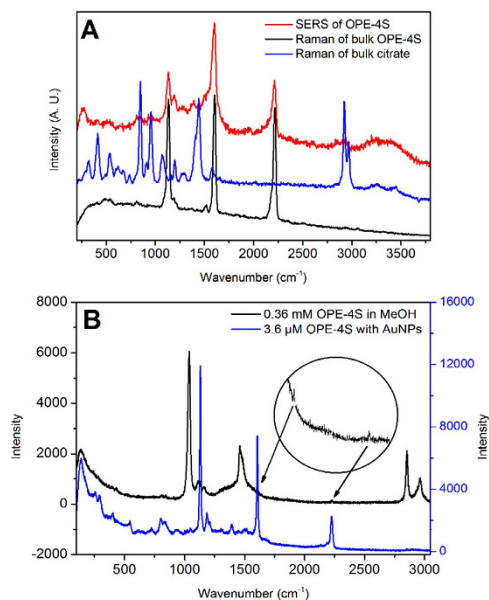 A
SERS of OPE-4S
Raman of bulk OPE-4S
Raman of bulk citrate
Intensity (A. U.)
500 1000 1500 2000 2500 3000 3500
Wavenumber (cm-1)
B
0.36 mM OPE-4S in MeOH
3.6 µM OPE-4S with AuNPs
8000
6000
4000
2000
0
-2000
Intensity
16000
12000
8000
4000
0
Intensity
500 1000 1500 2000 2500 3000
Wavenumber (cm-1)